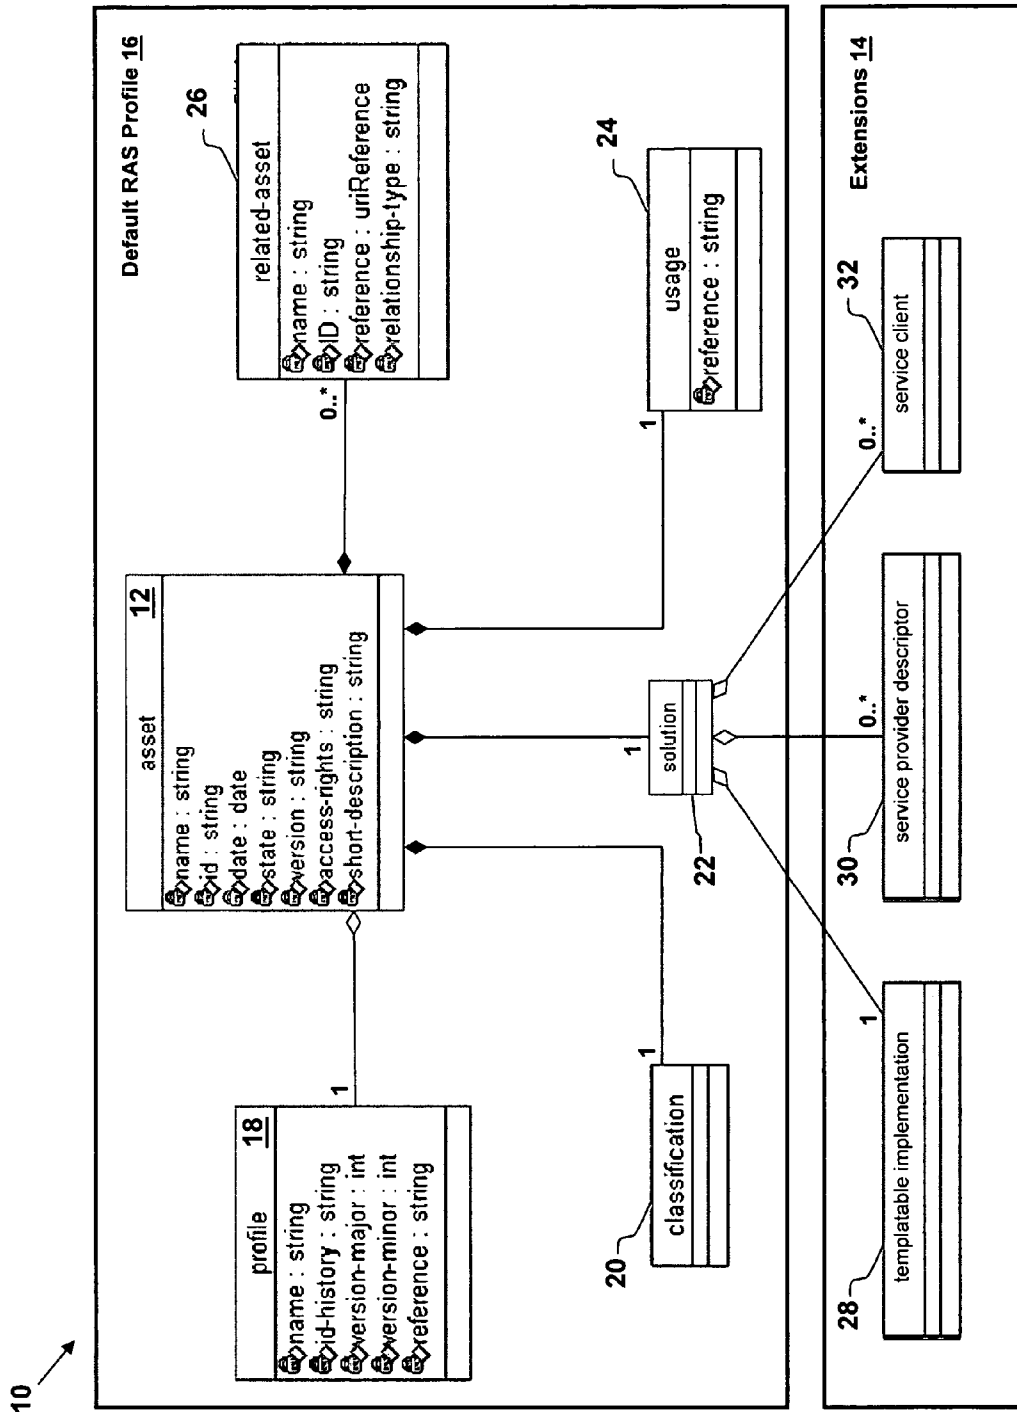 10
Default RAS Profile 16
profile 18
name : string
id-history : string
version-major : int
version-minor : int
reference : string
1
asset 12
name : string
id : string
date : date
state : string
version : string
access-rights : string
short-description : string
26
related-asset
name : string
ID : string
reference : uriReference
relationship-type : string
0..*
20
classification
1
22
solution
1
24
usage
reference : string
1
Extensions 14
28
templatable implementation
1
30
service provider descriptor
0..*
32
service client
0..*